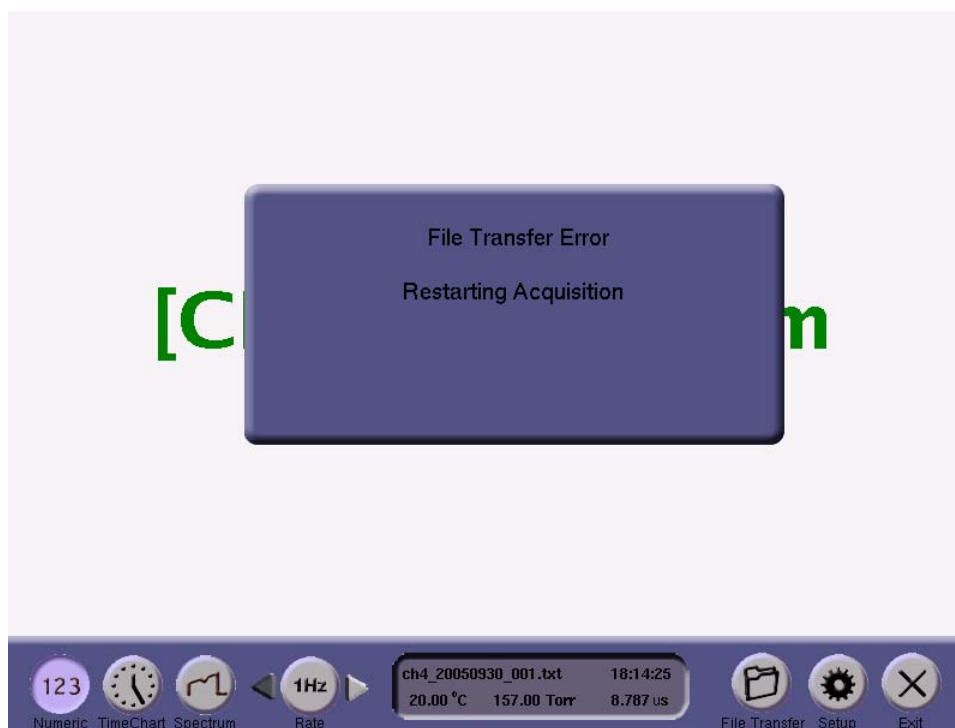 File Transfer Error
Restarting Acquisition
123
1Hz
ch4_20050930_001.txt 18:14:25
20.00 °C 157.00 Torr 8.787 us
Numeric TimeChart Spectrum Rate File Transfer Setup Exit